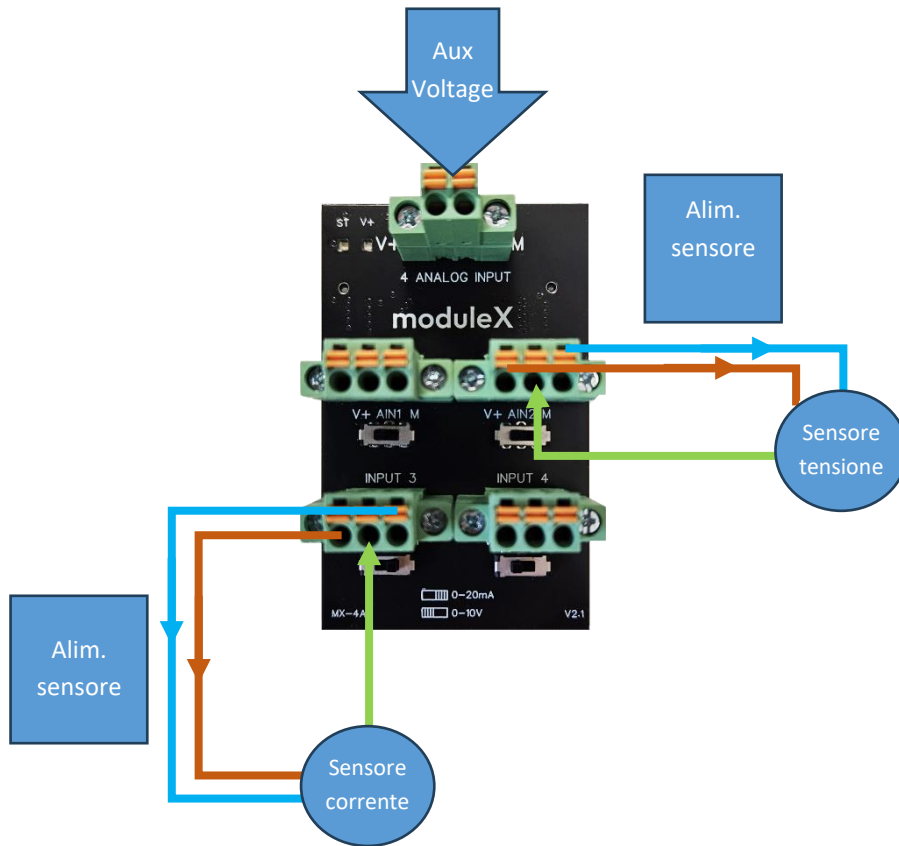 Aux
Voltage
Alim.
sensore
ST V+
V+ M
4 ANALOG INPUT
moduleX
V+ AIN1 M
V+ AIN2 M
Sensore
tensione
INPUT 3
INPUT 4
0-20mA
0-10V
MX-4A
V2.1
Alim.
sensore
Sensore
corrente